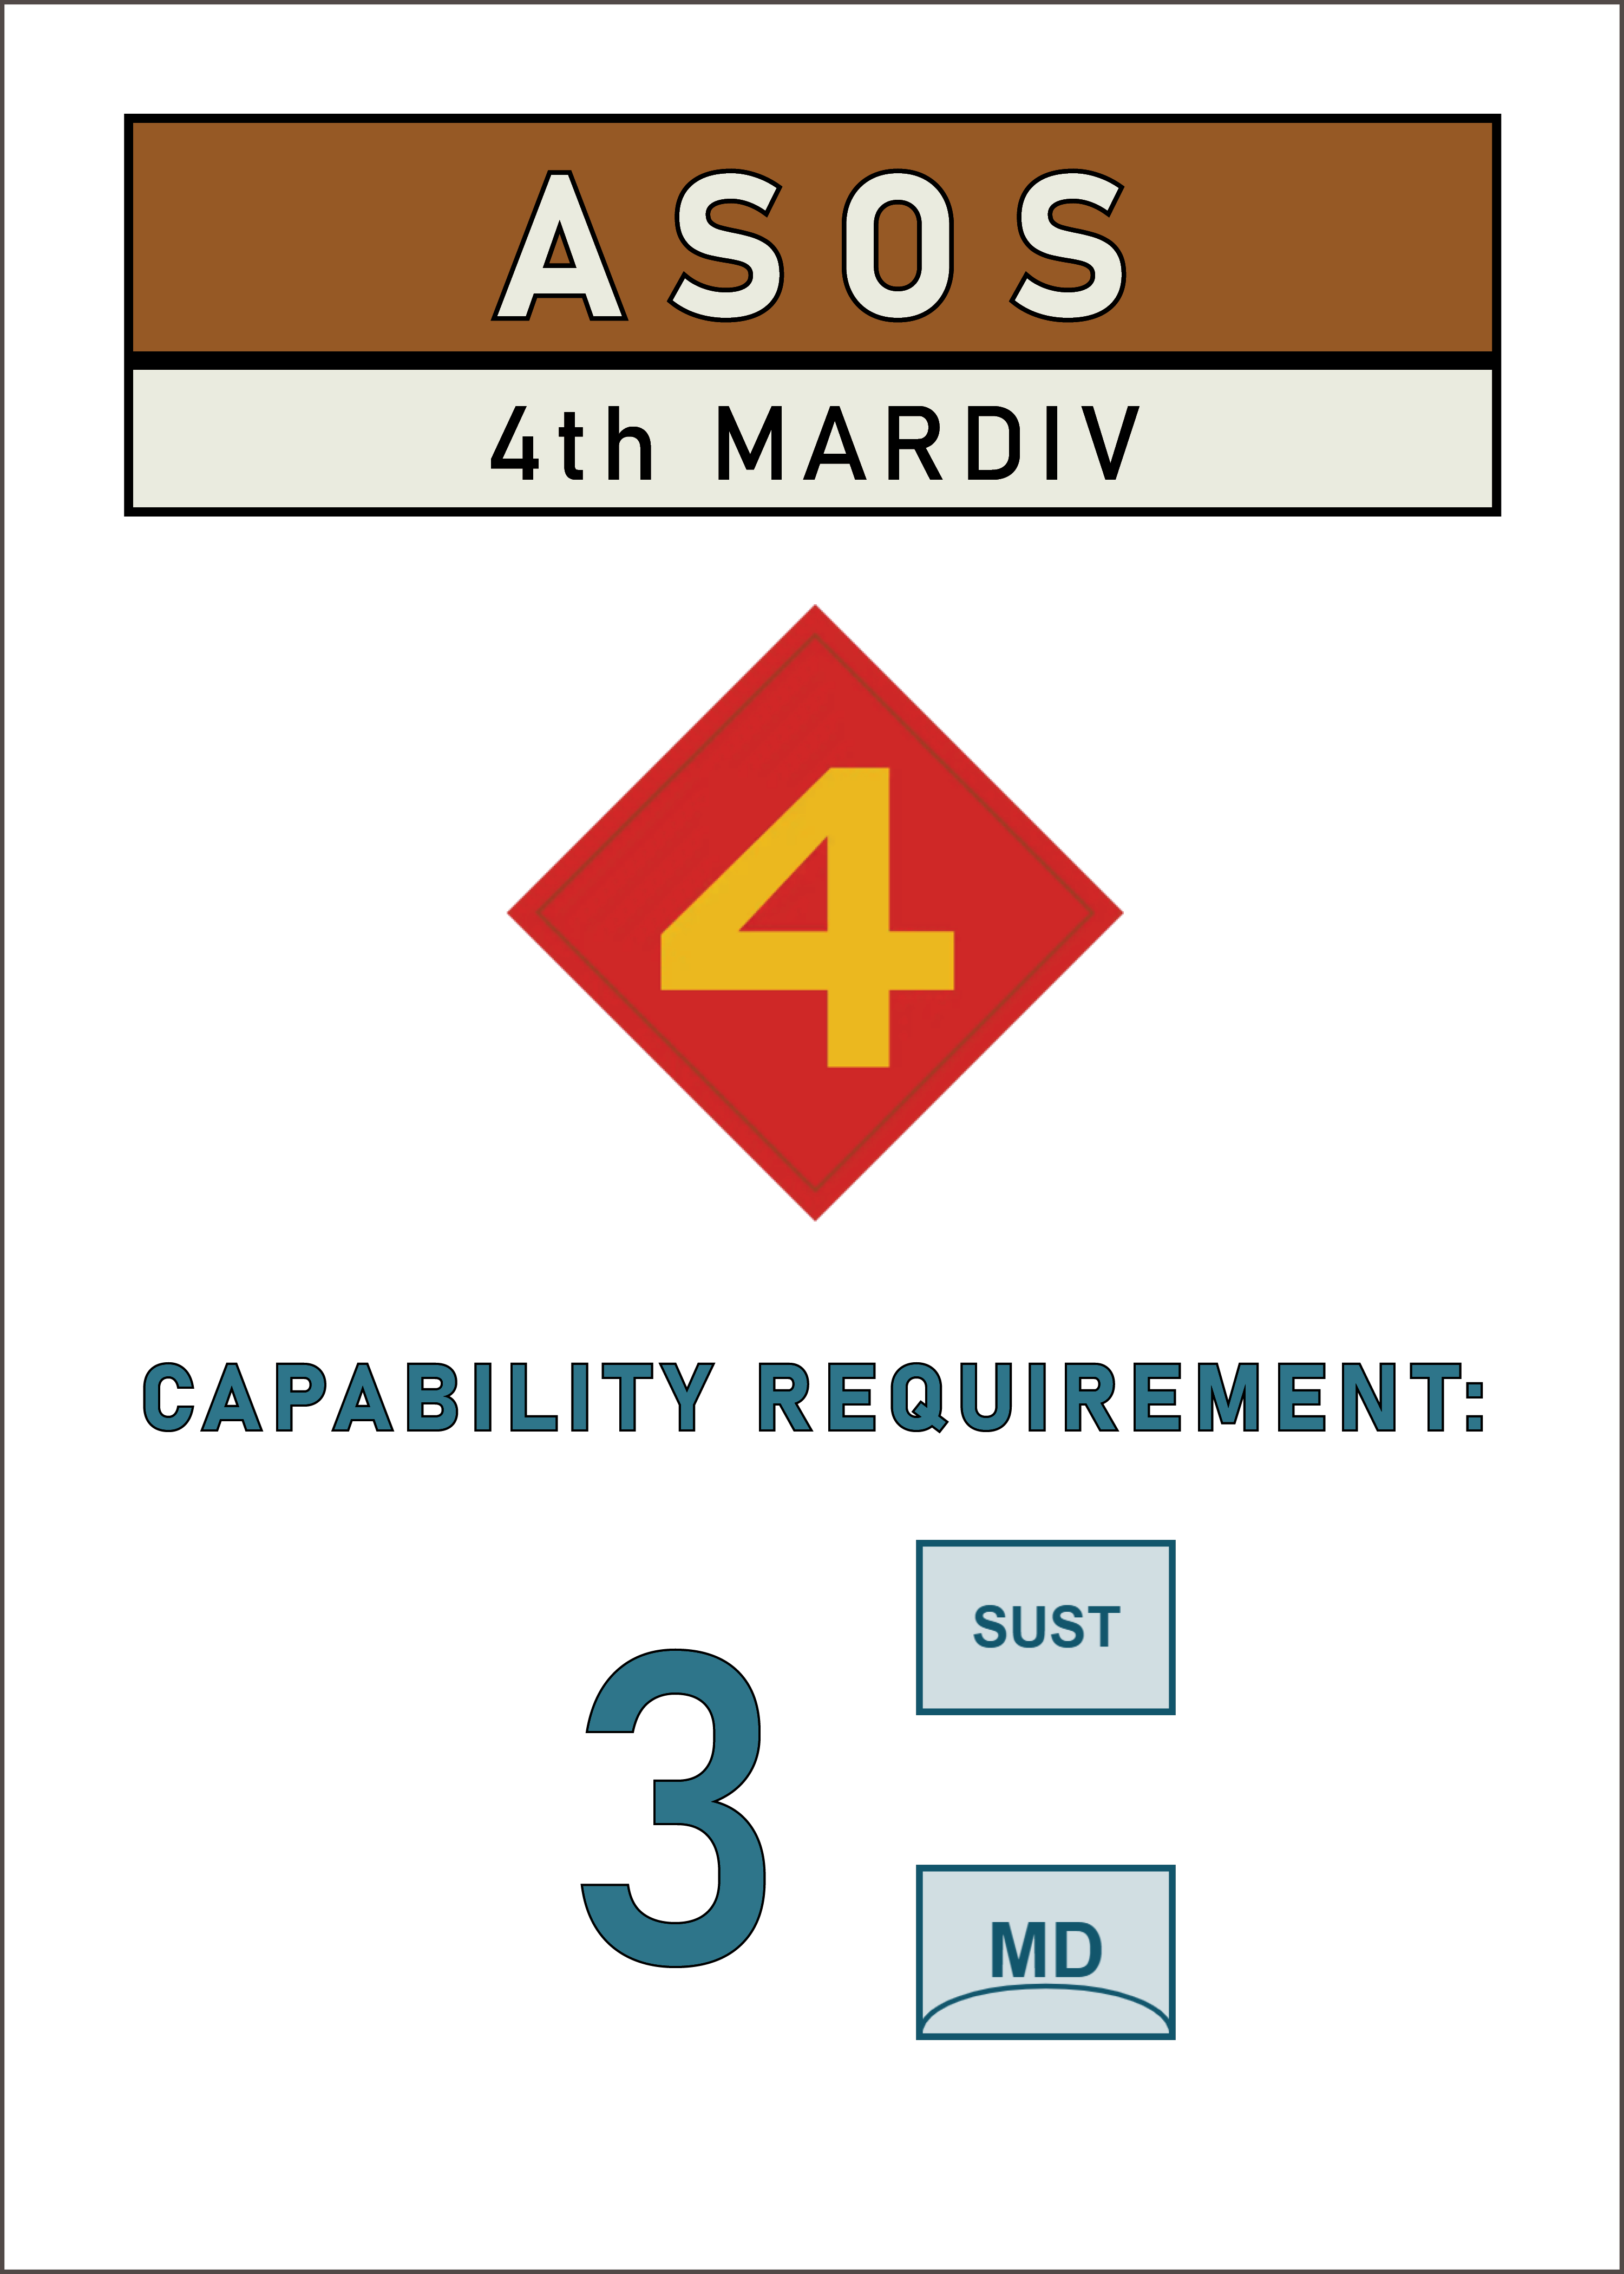 ASOS
4th MARDIV
4
CAPABILITY REQUIREMENT:
SUST
3
MD